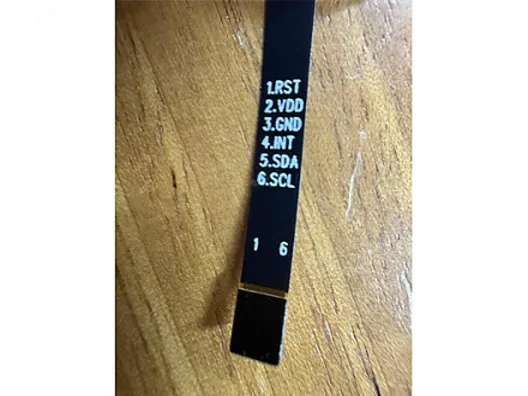 1.RST
2.VDD
3.GND
4.INT
5.SDA
6.SCL
1 6